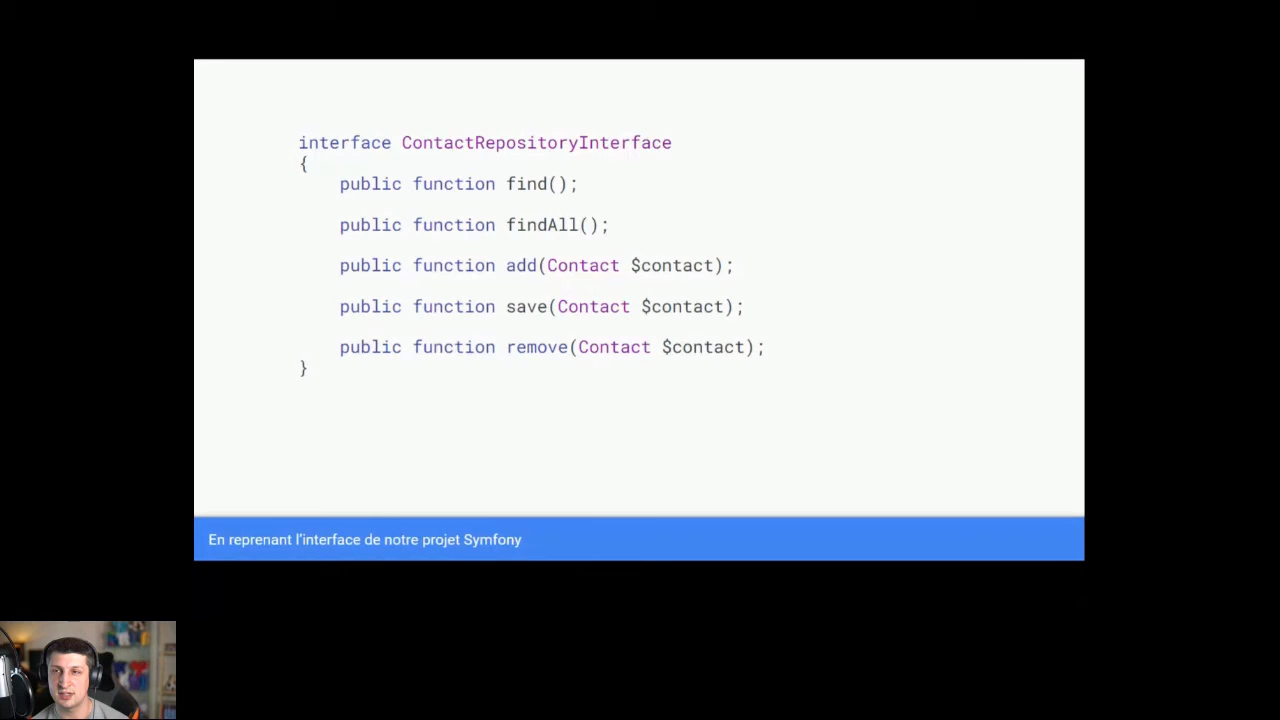 interface ContactRepositoryInterface
{
    public function find();
    public function findAll();
    public function add(Contact $contact);
    public function save(Contact $contact);
    public function remove(Contact $contact);
}
En reprenant l'interface de notre projet Symfony